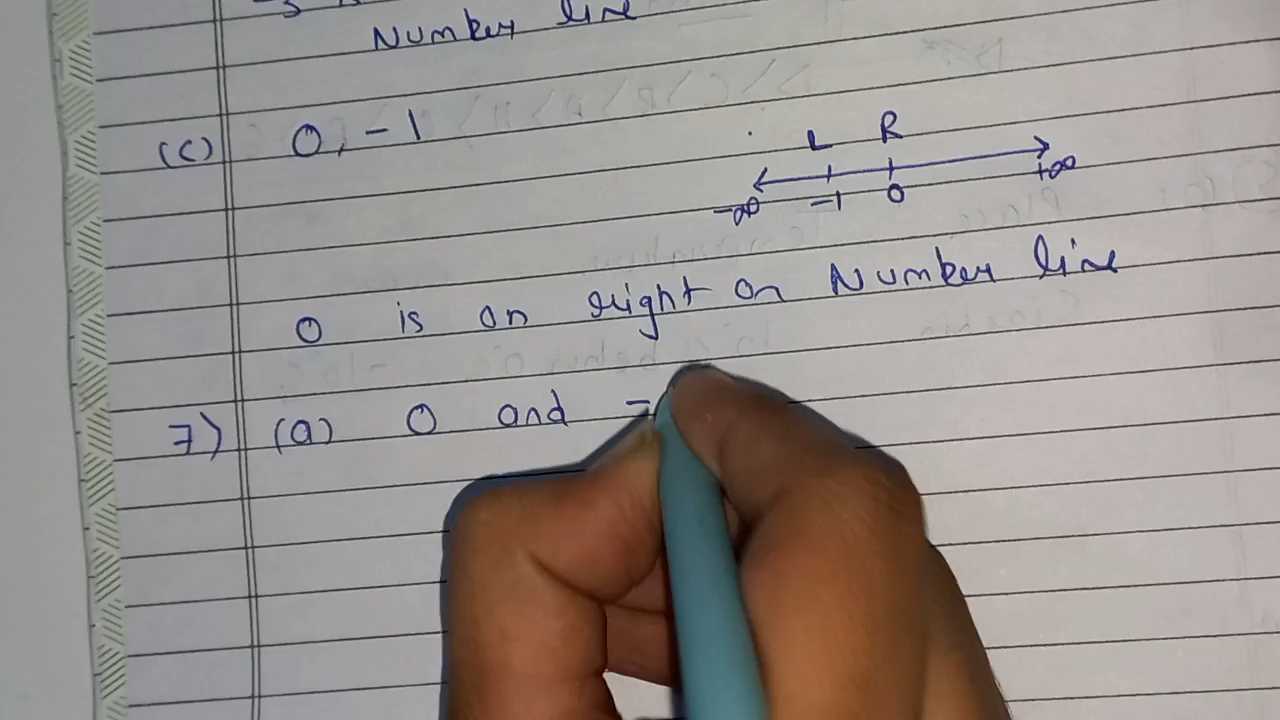 Number line
(c) 0, -1
L R
-∞ -1 0 +∞
0 is on right on Number line
7) (a) 0 and -